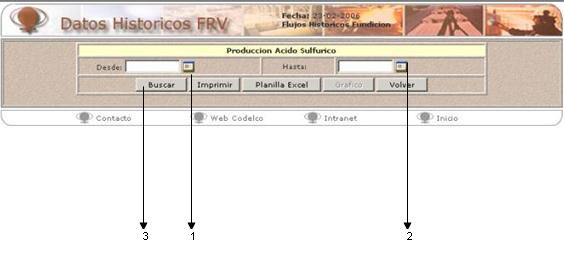 Datos Historicos FRV
Fecha: 23-02-2006
Flujos Historicos Fundicion
Produccion Acido Sulfurico
Desde: Hasta:
Buscar Imprimir Planilla Excel Grafico Volver
Contacto Web Codelco Intranet Inicio
3 1 2